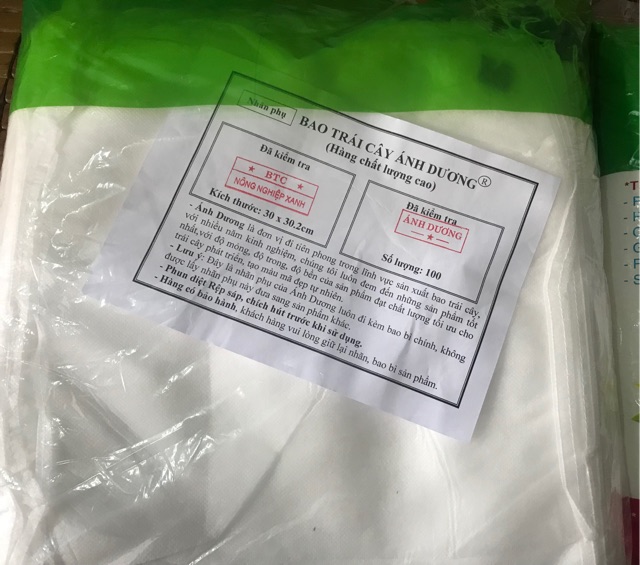 Nhãn phụ
BAO TRÁI CÂY ÁNH DƯƠNG®
(Hàng chất lượng cao)
Đã kiểm tra
★ BTC ★
NÔNG NGHIỆP XANH
Kích thước: 30 x 30.2cm
Đã kiểm tra
ÁNH DƯƠNG
★
Số lượng: 100
- Ánh Dương là đơn vị đi tiên phong trong lĩnh vực sản xuất bao trái cây,
với nhiều năm kinh nghiệm, chúng tôi luôn đem đến những sản phẩm tốt
nhất,với độ mỏng, độ trong, độ bền của sản phẩm đạt chất lượng tối ưu cho
trái cây phát triển, tạo màu mã đẹp tự nhiên.
- Lưu ý: Đây là nhãn phụ của Ánh Dương luôn đi kèm bao bì chính, không
được lấy nhãn phụ này đưa sang sản phẩm khác.
- Phun diệt Rệp sáp, chích hút trước khi sử dụng.
- Hàng có bảo hành, khách hàng vui lòng giữ lại nhãn, bao bì sản phẩm.